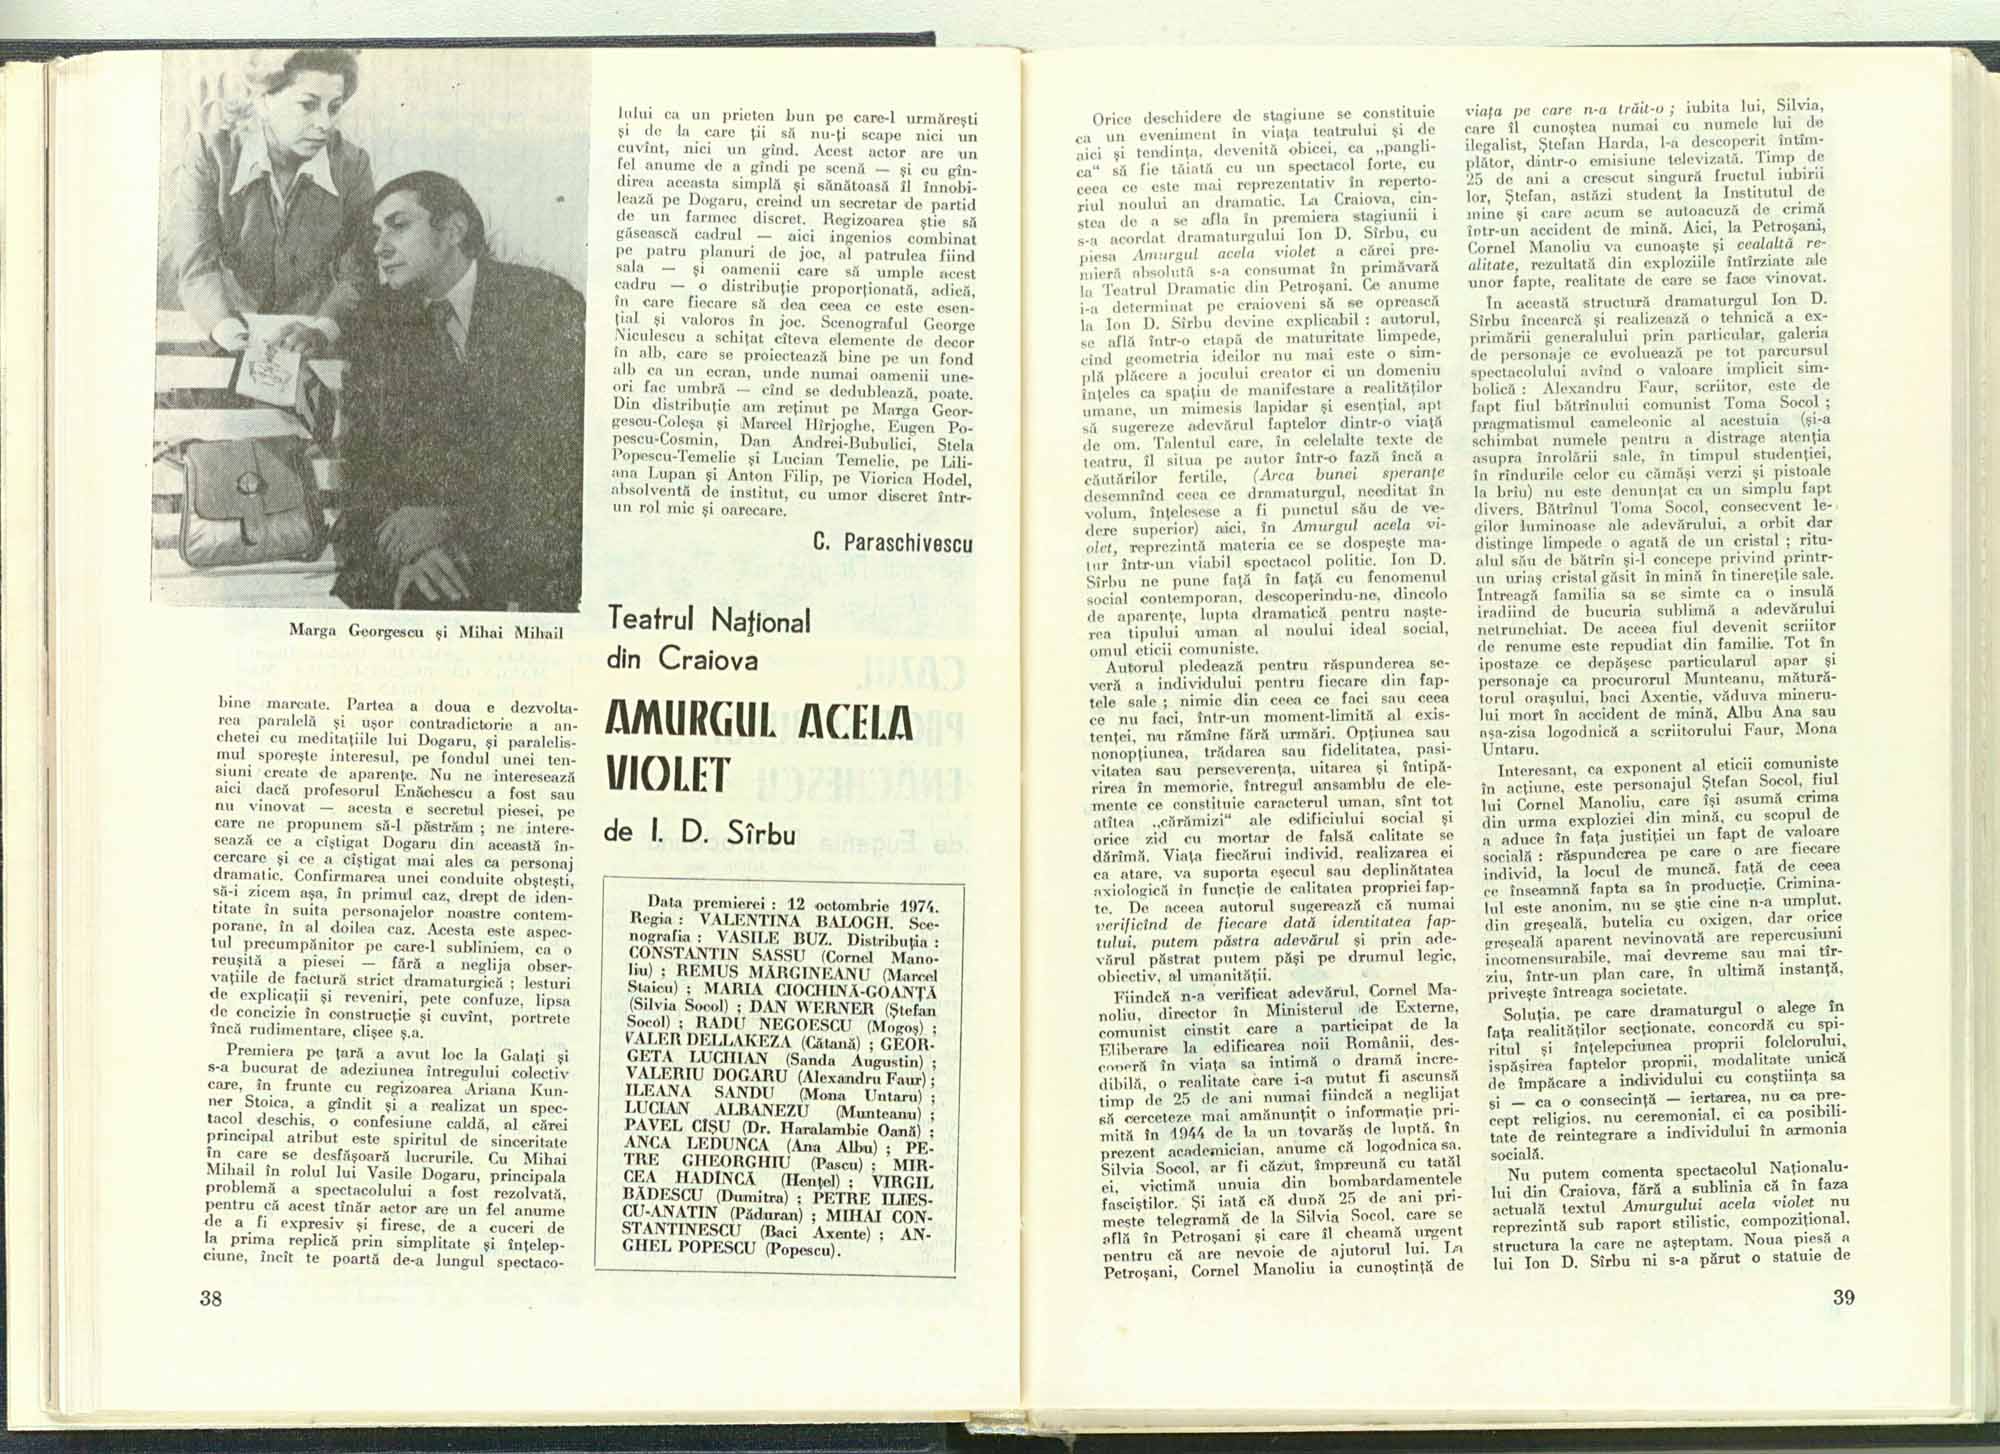 Marga Georgescu și Mihai Mihail
bine marcate. Partea a doua e dezvolta-
rea paralelă și ușor contradictorie a an-
chetei cu meditațiile lui Dogaru, și paralelis-
mul sporește interesul, pe fondul unei ten-
siuni create de aparențe. Nu ne interesează
aici dacă profesorul Enăchescu a fost sau
nu vinovat — acesta e secretul piesei, pe
care ne propunem să-l păstrăm ; ne intere-
sează ce a cîștigat Dogaru din această în-
cercare și ce a cîștigat mai ales ca personaj
dramatic. Confirmarea unei conduite obștești,
să-i zicem așa, în primul caz, drept de iden-
titate în suita personajelor noastre contem-
porane, în al doilea caz. Acesta este aspec-
tul precumpănitor pe care-l subliniem, ca o
reușită a piesei — fără a neglija obser-
vațiile de factură strict dramaturgică ; lesturi
de explicații și reveniri, pete confuze, lipsa
de concizie în construcție și cuvînt, portrete
încă rudimentare, clișee ș.a.
Premiera pe țară a avut loc la Galați și
s-a bucurat de adeziunea întregului colectiv
care, în frunte cu regizoarea Ariana Kun-
ner Stoica, a gîndit și a realizat un spec-
tacol deschis, o confesiune caldă, al cărei
principal atribut este spiritul de sinceritate
în care se desfășoară lucrurile. Cu Mihai
Mihail în rolul lui Vasile Dogaru, principala
problemă a spectacolului a fost rezolvată,
pentru că acest tînăr actor are un fel anume
de a fi expresiv și firesc, de a cuceri de
la prima replică prin simplitate și înțelep-
ciune, încît te poartă de-a lungul spectaco-
38
lului ca un prieten bun pe care-l urmărești
și de la care ții să nu-ți scape nici un
cuvînt, nici un gînd. Acest actor are un
fel anume de a gîndi pe scenă — și cu gîn-
direa aceasta simplă și sănătoasă îl înnobi-
lează pe Dogaru, creind un secretar de partid
de un farmec discret. Regizoarea știe să
găsească cadrul — aici ingenios combinat
pe patru planuri de joc, al patrulea fiind
sala — și oamenii care să umple acest
cadru — o distribuție proporționată, adică,
în care fiecare să dea ceea ce este esen-
țial și valoros în joc. Scenograful George
Niculescu a schițat cîteva elemente de decor
în alb, care se proiectează bine pe un fond
alb ca un ecran, unde numai oamenii une-
ori fac umbră — cînd se dedublează, poate.
Din distribuție am reținut pe Marga Geor-
gescu-Coleșa și Marcel Hîrjoghe, Eugen Po-
pescu-Cosmin, Dan Andrei-Bubulici, Stela
Popescu-Temelie și Lucian Temelie, pe Lili-
ana Lupan și Anton Filip, pe Viorica Hodel,
absolventă de institut, cu umor discret într-
un rol mic și oarecare.
C. Paraschivescu
Teatrul Național
din Craiova
AMURGUL ACELA
VIOLET
de I. D. Sîrbu
Data premierei : 12 octombrie 1974.
Regia : VALENTINA BALOGH. Sce-
nografia : VASILE BUZ. Distribuția :
CONSTANTIN SASSU (Cornel Mano-
liu) ; REMUS MĂRGINEANU (Marcel
Staicu) ; MARIA CIOCHINĂ-GOANȚĂ
(Silvia Socol) ; DAN WERNER (Ștefan
Socol) ; RADU NEGOESCU (Mogoș) ;
VALER DELLAKEZA (Cătană) ; GEOR-
GETA LUCHIAN (Sanda Augustin) ;
VALERIU DOGARU (Alexandru Faur) ;
ILEANA SANDU (Mona Untaru) ;
LUCIAN ALBANEZU (Munteanu) ;
PAVEL CÎȘU (Dr. Haralambie Oană) ;
ANCA LEDUNCA (Ana Albu) ; PE-
TRE GHEORGHIU (Pascu) ; MIR-
CEA HADÎNCĂ (Hențel) ; VIRGIL
BĂDESCU (Dumitra) ; PETRE ILIES-
CU-ANATIN (Păduran) ; MIHAI CON-
STANTINESCU (Baci Axente) ; AN-
GHEL POPESCU (Popescu).
Orice deschidere de stagiune se constituie
ca un eveniment în viața teatrului și de
aici și tendința, devenită obicei, ca „pangli-
ca“ să fie tăiată cu un spectacol forte, cu
ceea ce este mai reprezentativ în reperto-
riul noului an dramatic. La Craiova, cin-
stea de a se afla în premiera stagiunii i
s-a acordat dramaturgului Ion D. Sîrbu, cu
piesa Amurgul acela violet a cărei pre-
mieră absolută s-a consumat în primăvară
la Teatrul Dramatic din Petroșani. Ce anume
i-a determinat pe craioveni să se oprească
la Ion D. Sîrbu devine explicabil : autorul,
se află într-o etapă de maturitate limpede,
cînd geometria ideilor nu mai este o sim-
plă plăcere a jocului creator ci un domeniu
înțeles ca spațiu de manifestare a realităților
umane, un mimesis lapidar și esențial, apt
să sugereze adevărul faptelor dintr-o viață
de om. Talentul care, în celelalte texte de
teatru, îl situa pe autor într-o fază încă a
căutărilor fertile, (Arca bunei speranțe
desemnînd ceea ce dramaturgul, needitat în
volum, înțelesese a fi punctul său de ve-
dere superior) aici, în Amurgul acela vi-
olet, reprezintă materia ce se dospește ma-
tur într-un viabil spectacol politic. Ion D.
Sîrbu ne pune față în față cu fenomenul
social contemporan, descoperindu-ne, dincolo
de aparențe, lupta dramatică pentru naște-
rea tipului uman al noului ideal social,
omul eticii comuniste.
Autorul pledează pentru răspunderea se-
veră a individului pentru fiecare din fap-
tele sale ; nimic din ceea ce faci sau ceea
ce nu faci, într-un moment-limită al exis-
tenței, nu rămîne fără urmări. Opțiunea sau
nonopțiunea, trădarea sau fidelitatea, pasi-
vitatea sau perseverența, uitarea și întipă-
rirea în memorie, întregul ansamblu de ele-
mente ce constituie caracterul uman, sînt tot
atîtea „cărămizi“ ale edificiului social și
orice zid cu mortar de falsă calitate se
dărîmă. Viața fiecărui individ, realizarea ei
ca atare, va suporta eșecul sau deplinătatea
axiologică în funcție de calitatea propriei fap-
te. De aceea autorul sugerează că numai
verificînd de fiecare dată identitatea fap-
tului, putem păstra adevărul și prin ade-
vărul păstrat putem păși pe drumul legic,
obiectiv, al umanității.
Fiindcă n-a verificat adevărul, Cornel Ma-
noliu, director în Ministerul de Externe,
comunist cinstit care a participat de la
Eliberare la edificarea noii Românii, des-
coperă în viața sa intimă o dramă incre-
dibilă, o realitate care i-a putut fi ascunsă
timp de 25 de ani numai fiindcă a neglijat
să cerceteze mai amănunțit o informație pri-
mită în 1944 de la un tovarăș de luptă, în
prezent academician, anume că logodnica sa,
Silvia Socol, ar fi căzut, împreună cu tatăl
ei, victimă unuia din bombardamentele
fasciștilor. Și iată că după 25 de ani pri-
mește telegramă de la Silvia Socol, care se
află în Petroșani și care îl cheamă urgent
pentru că are nevoie de ajutorul lui. La
Petroșani, Cornel Manoliu ia cunoștință de
viața pe care n-a trăit-o ; iubita lui, Silvia,
care îl cunoștea numai cu numele lui de
ilegalist, Ștefan Harda, l-a descoperit întîm-
plător, dintr-o emisiune televizată. Timp de
25 de ani a crescut singură fructul iubirii
lor, Ștefan, astăzi student la Institutul de
mine și care acum se autoacuză de crimă
într-un accident de mină. Aici, la Petroșani,
Cornel Manoliu va cunoaște și cealaltă re-
alitate, rezultată din exploziile întîrziate ale
unor fapte, realitate de care se face vinovat.
In această structură dramaturgul Ion D.
Sîrbu încearcă și realizează o tehnică a ex-
primării generalului prin particular, galeria
de personaje ce evoluează pe tot parcursul
spectacolului avînd o valoare implicit sim-
bolică : Alexandru Faur, scriitor, este de
fapt fiul bătrînului comunist Toma Socol ;
pragmatismul cameleonic al acestuia (și-a
schimbat numele pentru a distrage atenția
asupra înrolării sale, în timpul studenției,
în rîndurile celor cu cămăși verzi și pistoale
la brîu) nu este denunțat ca un simplu fapt
divers. Bătrînul Toma Socol, consecvent le-
gilor luminoase ale adevărului, a orbit dar
distinge limpede o agată de un cristal ; ritu-
alul său de bătrîn și-l concepe privind printr-
un uriaș cristal găsit în mină în tinerețile sale.
Întreagă familia sa se simte ca o insulă
iradiind de bucuria sublimă a adevărului
netrunchiat. De aceea fiul devenit scriitor
de renume este repudiat din familie. Tot în
ipostaze ce depășesc particularul apar și
personaje ca procurorul Munteanu, mătură-
torul orașului, baci Axentie, văduva mineru-
lui mort în accident de mină, Albu Ana sau
așa-zisa logodnică a scriitorului Faur, Mona
Untaru.
Interesant, ca exponent al eticii comuniste
în acțiune, este personajul Ștefan Socol, fiul
lui Cornel Manoliu, care își asumă crima
din urma exploziei din mină, cu scopul de
a aduce în fața justiției un fapt de valoare
socială : răspunderea pe care o are fiecare
individ, la locul de muncă, față de ceea
ce înseamnă fapta sa în producție. Crimina-
lul este anonim, nu se știe cine n-a umplut,
din greșeală, butelia cu oxigen, dar orice
greșeală aparent nevinovată are repercusiuni
incomensurabile, mai devreme sau mai tîr-
ziu, într-un plan care, în ultimă instanță,
privește întreaga societate.
Soluția, pe care dramaturgul o alege în
fața realităților secționate, concordă cu spi-
ritul și înțelepciunea proprii folclorului,
ispășirea faptelor proprii, modalitate unică
de împăcare a individului cu conștiința sa
și — ca o consecință — iertarea, nu ca pre-
cept religios, nu ceremonial, ci ca posibili-
tate de reintegrare a individului în armonia
socială.
Nu putem comenta spectacolul Naționalu-
lui din Craiova, fără a sublinia că în faza
actuală textul Amurgului acela violet nu
reprezintă sub raport stilistic, compozițional,
structura la care ne așteptam. Noua piesă a
lui Ion D. Sîrbu ni s-a părut o statuie de
39